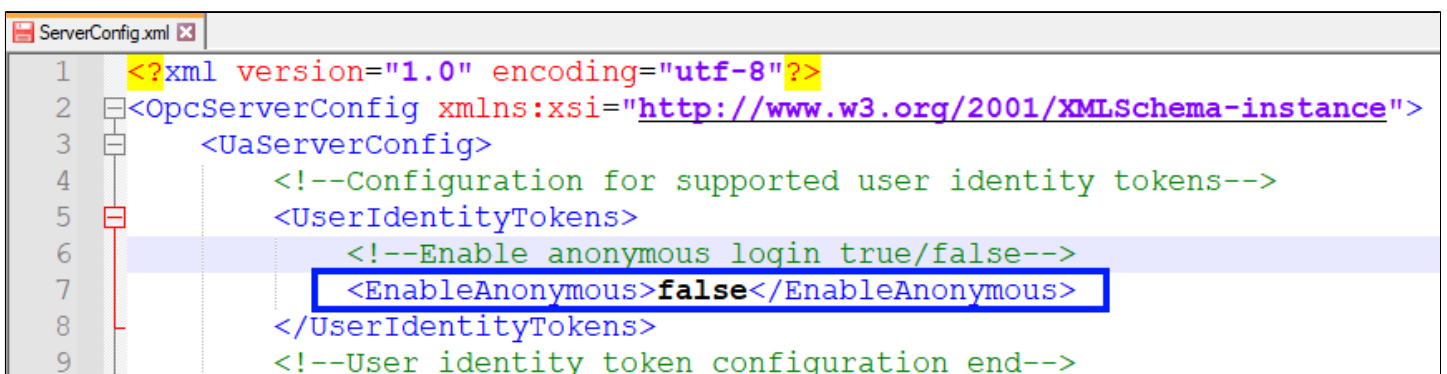 ServerConfig.xml
1 <?xml version="1.0" encoding="utf-8"?>
2 <OpcServerConfig xmlns:xsi="http://www.w3.org/2001/XMLSchema-instance">
3 <UaServerConfig>
4 <!--Configuration for supported user identity tokens-->
5 <UserIdentityTokens>
6 <!--Enable anonymous login true/false-->
7 <EnableAnonymous>false</EnableAnonymous>
8 </UserIdentityTokens>
9 <!--User identity token configuration end-->